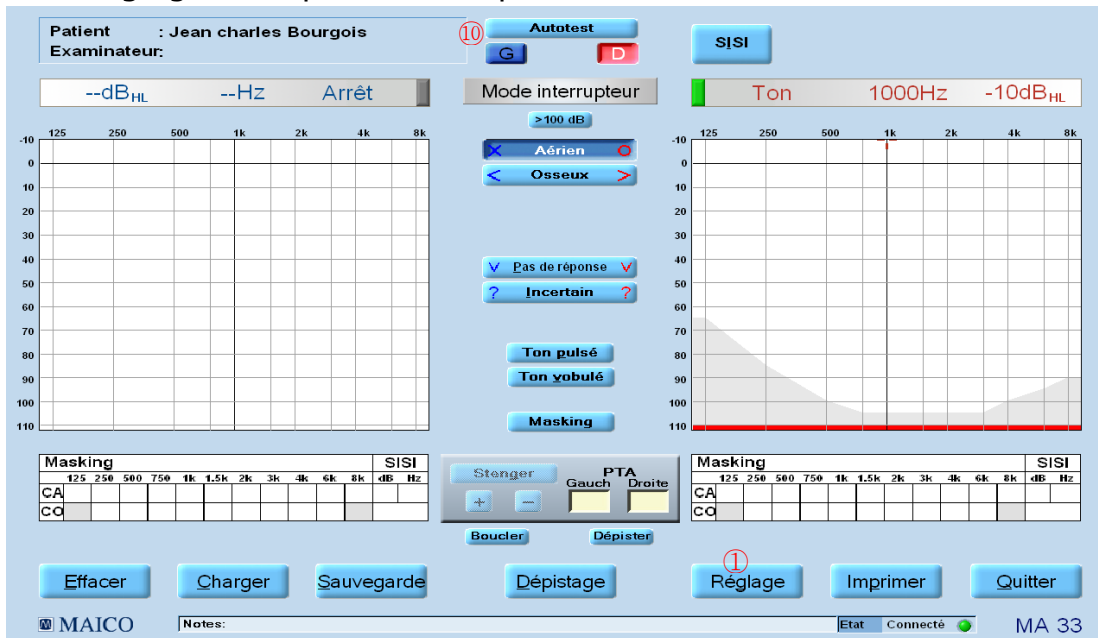 Patient : Jean charles Bourgois
Examinateur:
⑩ Autotest
G D
SISI
--dBHL --Hz Arrêt
Mode interrupteur
Ton 1000Hz -10dBHL
>100 dB
125 250 500 1k 2k 4k 8k
-10
0
10
20
30
40
50
60
70
80
90
100
110
X Aérien O
< Osseux >
V Pas de réponse V
? Incertain ?
Ton pulsé
Ton vobulé
Masking
125 250 500 1k 2k 4k 8k
-10
0
10
20
30
40
50
60
70
80
90
100
110
Masking SISI
125 250 500 750 1k 1.5k 2k 3k 4k 6k 8k dB Hz
CA
CO
Stenger PTA
Gauch Droite
+ −
Boucler Dépister
Masking SISI
125 250 500 750 1k 1.5k 2k 3k 4k 6k 8k dB Hz
CA
CO
①
Effacer Charger Sauvegarde Dépistage Réglage Imprimer Quitter
MAICO Notes: Etat Connecté MA 33